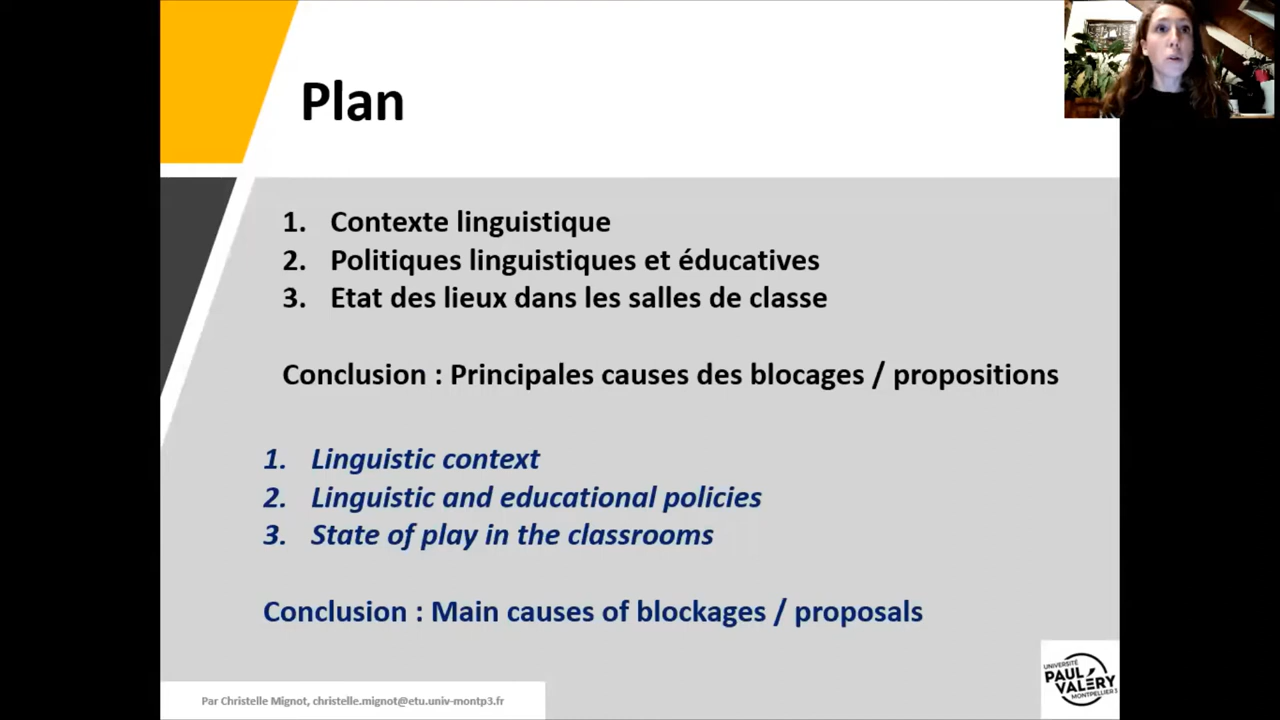 Plan
1. Contexte linguistique
2. Politiques linguistiques et éducatives
3. Etat des lieux dans les salles de classe
Conclusion : Principales causes des blocages / propositions
1. Linguistic context
2. Linguistic and educational policies
3. State of play in the classrooms
Conclusion : Main causes of blockages / proposals
Par Christelle Mignot, christelle.mignot@etu.univ-montp3.fr
UNIVERSITÉ
PAUL
VALÉRY
MONTPELLIER 3